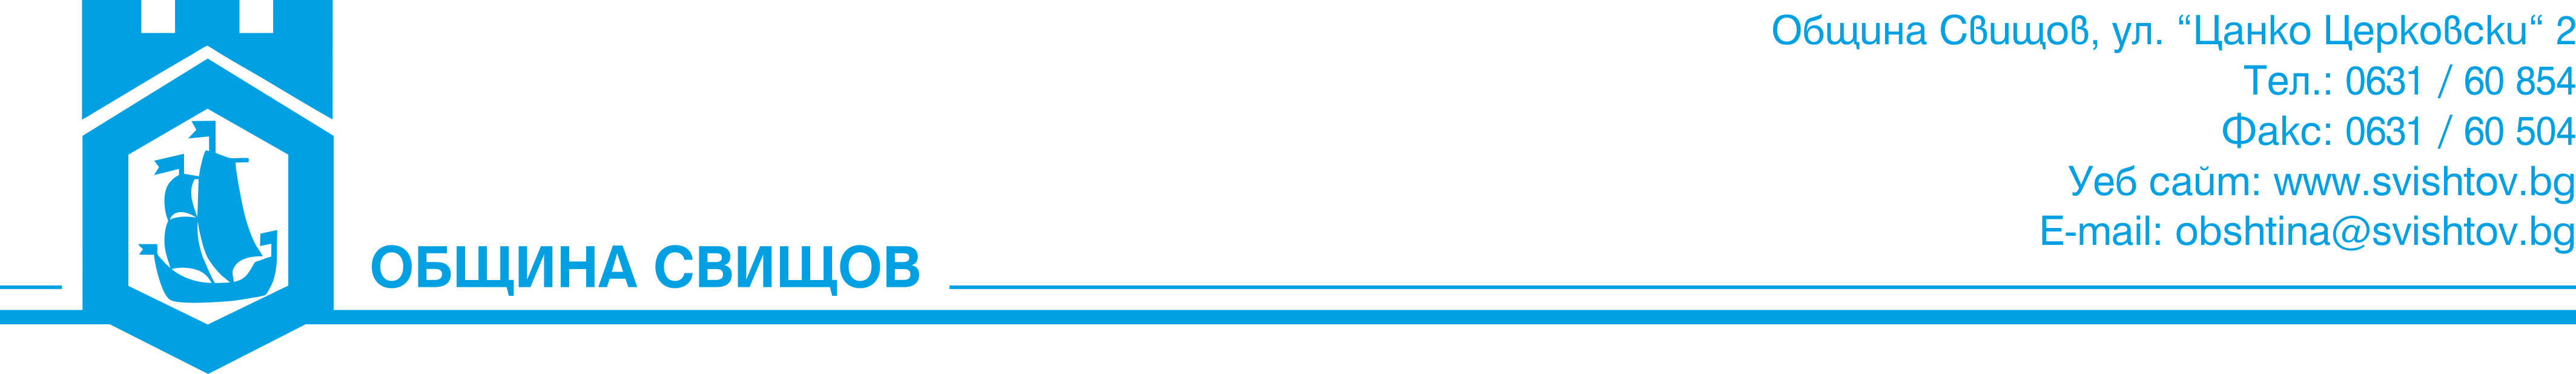 Община Свищов, ул. “Цанко Церковски“ 2
Тел.: 0631 / 60 854
Факс: 0631 / 60 504
Уеб сайт: www.svishtov.bg
E-mail: obshtina@svishtov.bg
ОБЩИНА СВИЩОВ